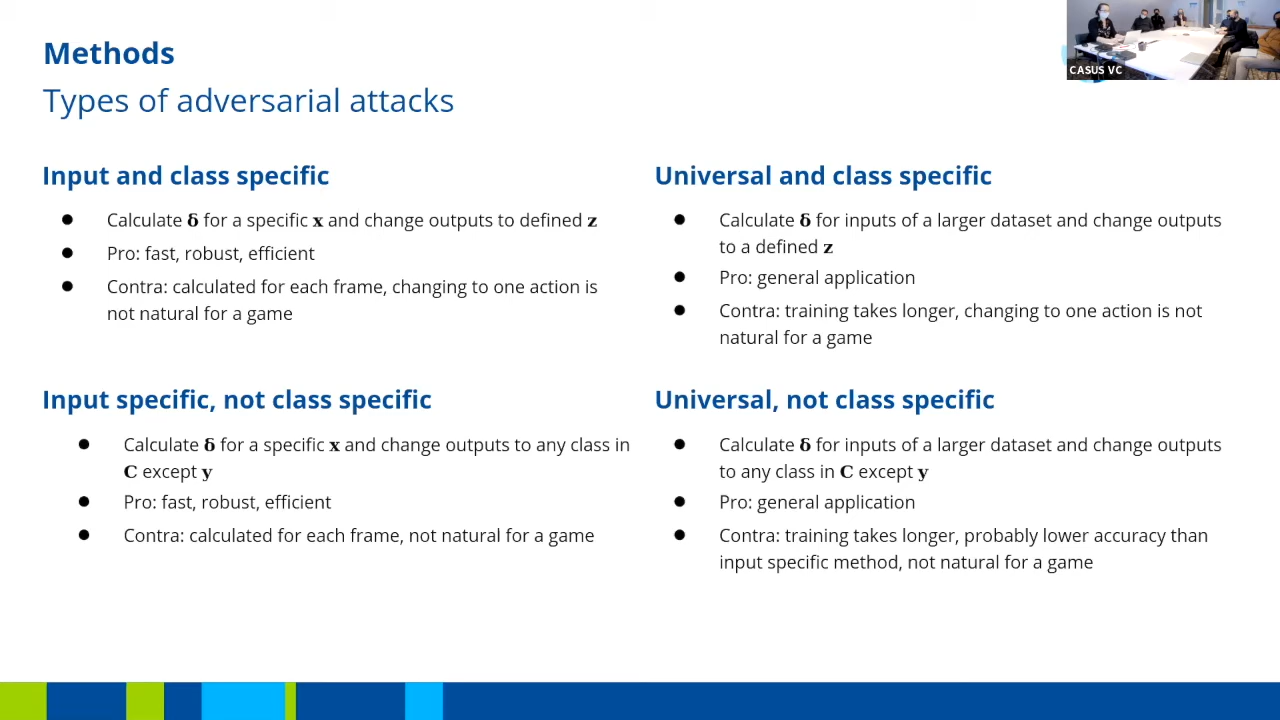 Methods
Types of adversarial attacks
CASUS VC
Input and class specific
● Calculate δ for a specific x and change outputs to defined z
● Pro: fast, robust, efficient
● Contra: calculated for each frame, changing to one action is
not natural for a game
Universal and class specific
● Calculate δ for inputs of a larger dataset and change outputs
to a defined z
● Pro: general application
● Contra: training takes longer, changing to one action is not
natural for a game
Input specific, not class specific
● Calculate δ for a specific x and change outputs to any class in
C except y
● Pro: fast, robust, efficient
● Contra: calculated for each frame, not natural for a game
Universal, not class specific
● Calculate δ for inputs of a larger dataset and change outputs
to any class in C except y
● Pro: general application
● Contra: training takes longer, probably lower accuracy than
input specific method, not natural for a game